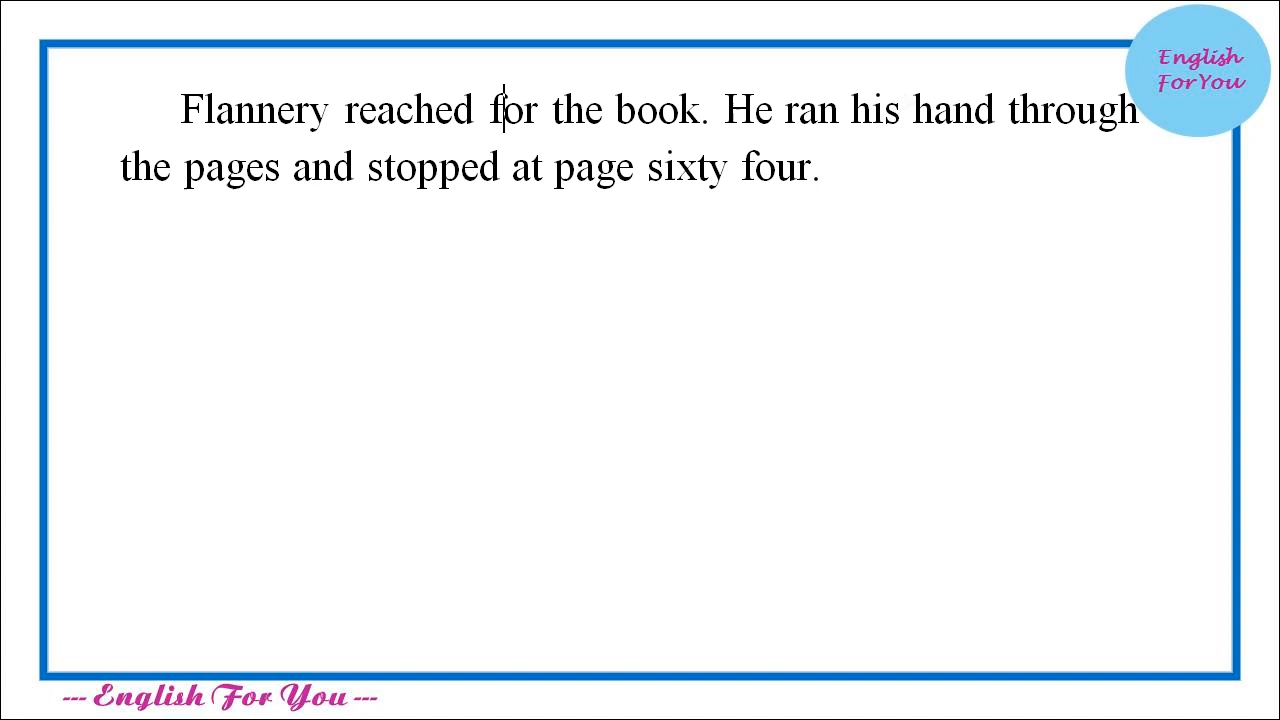 English
ForYou
Flannery reached for the book. He ran his hand through
the pages and stopped at page sixty four.
--- English For You ---